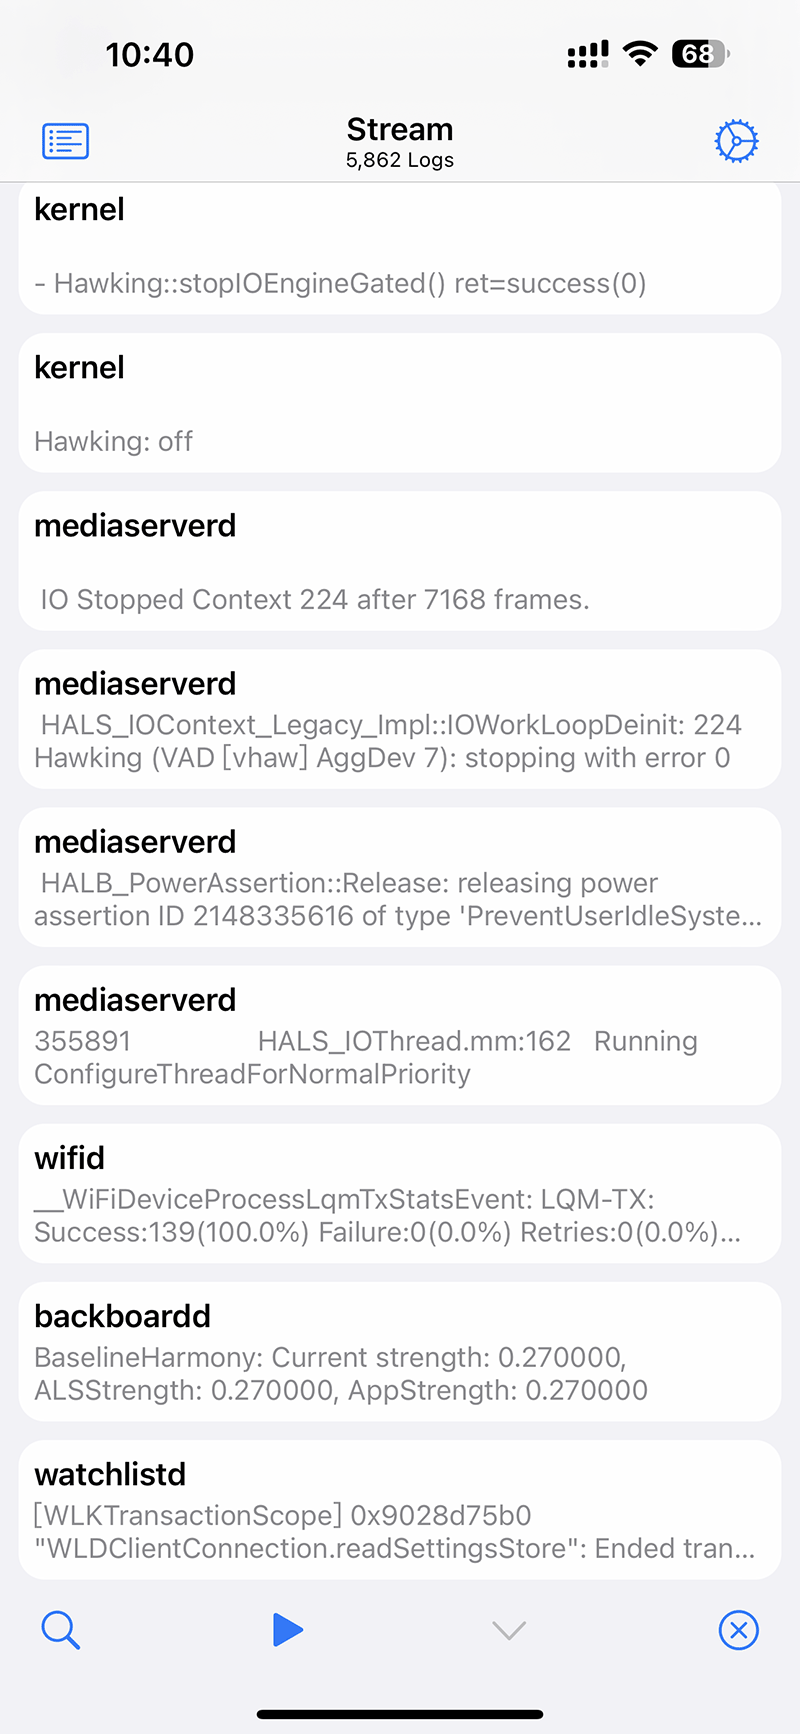 10:40
68
Stream
5,862 Logs
kernel
- Hawking::stopIOEngineGated() ret=success(0)
kernel
Hawking: off
mediaserverd
IO Stopped Context 224 after 7168 frames.
mediaserverd
HALS_IOContext_Legacy_Impl::IOWorkLoopDeinit: 224
Hawking (VAD [vhaw] AggDev 7): stopping with error 0
mediaserverd
HALB_PowerAssertion::Release: releasing power
assertion ID 2148335616 of type 'PreventUserIdleSyste...
mediaserverd
355891 HALS_IOThread.mm:162 Running
ConfigureThreadForNormalPriority
wifid
__WiFiDeviceProcessLqmTxStatsEvent: LQM-TX:
Success:139(100.0%) Failure:0(0.0%) Retries:0(0.0%)...
backboardd
BaselineHarmony: Current strength: 0.270000,
ALSStrength: 0.270000, AppStrength: 0.270000
watchlistd
[WLKTransactionScope] 0x9028d75b0
"WLDClientConnection.readSettingsStore": Ended tran...